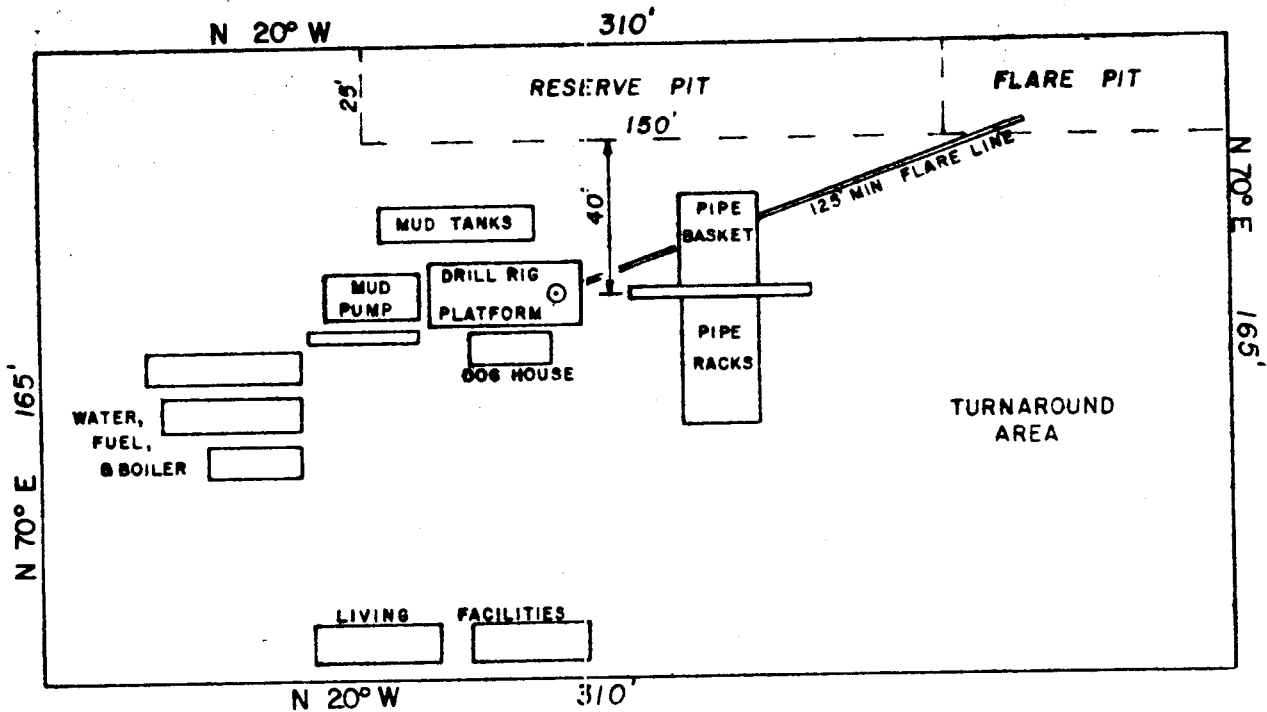 N 20° W 310'
RESERVE PIT
FLARE PIT
25'
150'
40'
125' MIN FLARE LINE
N 70° E 165'
MUD TANKS
PIPE
BASKET
DRILL RIG
PLATFORM
MUD
PUMP
PIPE
RACKS
DOG HOUSE
TURNAROUND
AREA
WATER,
FUEL,
& BOILER
N 70° E 165'
LIVING FACILITIES
N 20° W 310'